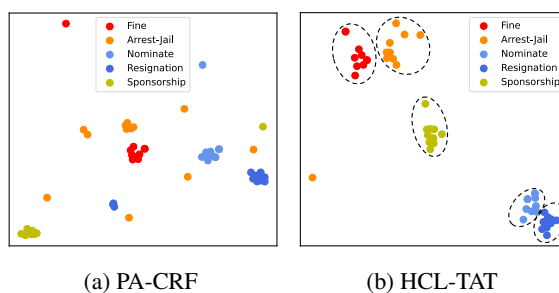 Fine
Arrest-Jail
Nominate
Resignation
Sponsorship
Fine
Arrest-Jail
Nominate
Resignation
Sponsorship
(a) PA-CRF
(b) HCL-TAT